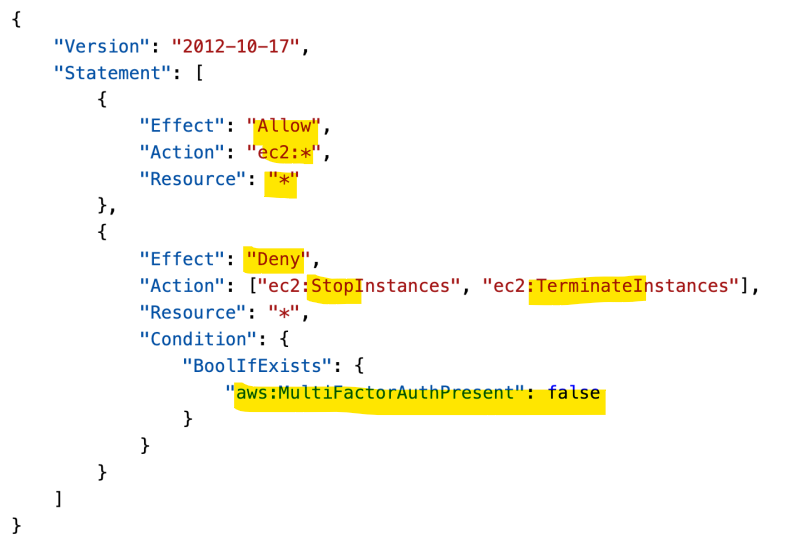 {
    "Version": "2012-10-17",
    "Statement": [
        {
            "Effect": "Allow",
            "Action": "ec2:*",
            "Resource": "*"
        },
        {
            "Effect": "Deny",
            "Action": ["ec2:StopInstances", "ec2:TerminateInstances"],
            "Resource": "*",
            "Condition": {
                "BoolIfExists": {
                    "aws:MultiFactorAuthPresent": false
                }
            }
        }
    ]
}